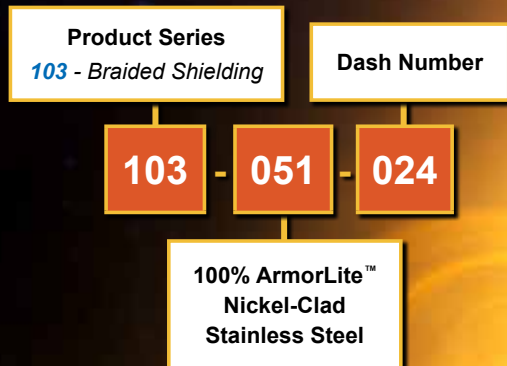 Product Series
103 - Braided Shielding
Dash Number
103 - 051 - 024
100% ArmorLite™
Nickel-Clad
Stainless Steel